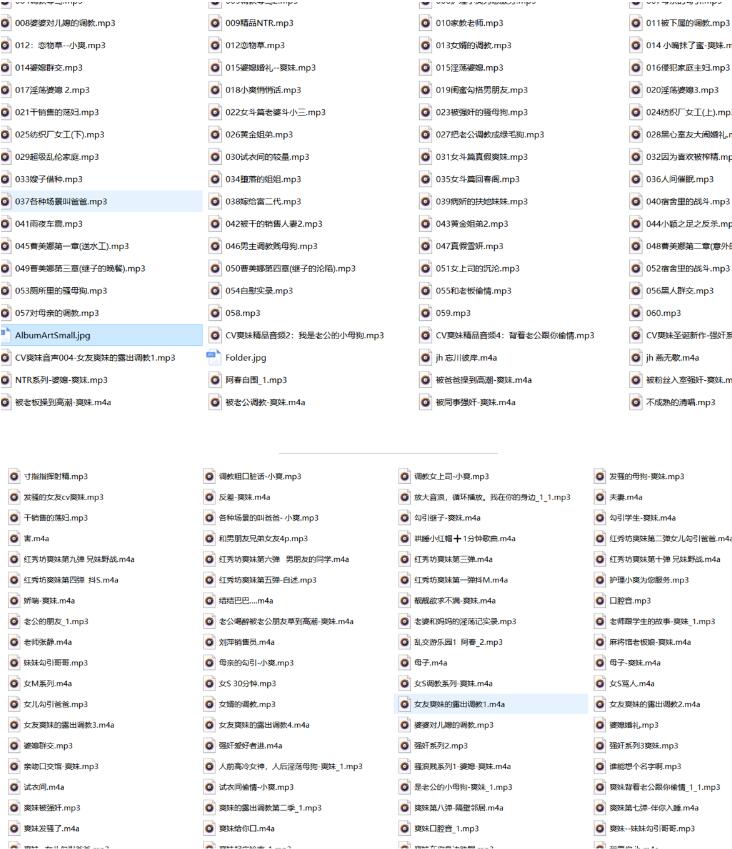 008婆婆对儿媳的调教.mp3 009精品NTR.mp3 010家教老师.mp3 011被下属的调教.mp3
012：恋物草--小爽.mp3 012恋物草.mp3 013女婿的调教.mp3 014 小嘴抹了蜜-爽妹.m
014婆媳群交.mp3 015婆媳婚礼--爽妹.mp3 015淫荡婆媳.mp3 016侵犯家庭主妇.mp3
017淫荡婆媳 2.mp3 018小爽悄悄话.mp3 019闺蜜勾搭男朋友.mp3 020淫荡婆媳3.mp3
021干销售的荡妇.mp3 022女斗篇老婆斗小三.mp3 023被强奸的骚母狗.mp3 024纺织厂女工(上).mp3
025纺织厂女工(下).mp3 026黄金姐弟.mp3 027把老公调教成绿毛狗.mp3 028黑心室友大闹婚礼.m
029超级乱伦家庭.mp3 030试衣间的较量.mp3 031女斗篇真假爽妹.mp3 032因为喜欢被榨精.mp
033嫂子借种.mp3 034堕落的姐姐.mp3 035女斗篇回春阁.mp3 036人间催眠.mp3
037各种场景叫爸爸.mp3 038嫁给富二代.mp3 039病娇的扶她妹妹.mp3 040宿舍里的战斗.mp3
041雨夜车震.mp3 042被干的销售人妻2.mp3 043黄金姐弟2.mp3 044小颖之足之反杀.mp
045曹美娜第一章(送水工).mp3 046男主调教贱母狗.mp3 047真假雪妍.mp3 048曹美娜第二章(意外的
049曹美娜第三章(继子的晚餐).mp3 050曹美娜第四章(继子的沦陷).mp3 051女上司的沉沦.mp3 052宿舍里的战斗.mp3
053厕所里的骚母狗.mp3 054自慰实录.mp3 055和老板偷情.mp3 056黑人群交.mp3
057对母亲的调教.mp3 058.mp3 059.mp3 060.mp3
AlbumArtSmall.jpg CV爽妹精品音频2：我是老公的小母狗.mp3 CV爽妹精品音频4：背着老公跟你偷情.mp3 CV爽妹圣诞新作-强奸
CV爽妹音声004-女友爽妹的露出调教1.mp3 Folder.jpg jh 忘川彼岸.m4a jh 燕无歇.m4a
NTR系列-婆媳-爽妹.mp3 阿春自围_1.mp3 被爸爸操到高潮-爽妹.m4a 被粉丝入室强奸-爽妹.m
被老板操到高潮-爽妹.m4a 被老公调教-爽妹.m4a 被同事强奸-爽妹.m4a 不成熟的清唱.mp3
寸指指挥射精.mp3 调教粗口脏话-小爽.mp3 调教女上司-小爽.mp3 发骚的母狗-爽妹.mp3
发骚的女友cv爽妹.mp3 反差-爽妹.m4a 放大音浪，循环播放。我在你的身边_1_1.mp3 夫妻.m4a
干销售的荡妇.mp3 各种场景的叫爸爸- 小爽.mp3 勾引继子-爽妹.m4a 勾引学生-爽妹.m4a
害.m4a 和男朋友兄弟女友4p.mp3 哄睡小红帽➕1分钟歌曲.m4a 红秀坊爽妹第二弹女儿勾引爸爸.m4a
红秀坊爽妹第九弹 兄妹野战.m4a 红秀坊爽妹第六弹 男朋友的同学.m4a 红秀坊爽妹第三弹.m4a 红秀坊爽妹第十弹 兄妹野战.m4a
红秀坊爽妹第四弹 抖S.m4a 红秀坊爽妹第五弹-自述.mp3 红秀坊爽妹第一弹抖M.m4a 护理小爽为您服务.mp3
娇喘-爽妹.m4a 结结巴巴....m4a 靓靓欲求不满-爽妹.m4a 口腔音.mp3
老公的朋友_1.mp3 老公喝醉被老公朋友草到高潮-爽妹.m4a 老婆和妈妈的淫荡记实录.mp3 老师跟学生的故事-爽妹_1.mp3
老师张静.m4a 刘萍销售员.m4a 乱交游乐园1 阿春_2.mp3 麻将馆老板娘-爽妹.m4a
妹妹勾引哥哥.mp3 母亲的勾引-小爽.mp3 母子.m4a 母子-爽妹.m4a
女M系列.m4a 女S 30分钟.mp3 女S调教系列-爽妹.m4a 女S骂人.m4a
女儿勾引爸爸.mp3 女婿的调教.mp3 女友爽妹的露出调教1.m4a 女友爽妹的露出调教2.m4a
女友爽妹的露出调教3.m4a 女友爽妹的露出调教4.m4a 婆婆对儿媳的调教.mp3 婆媳婚礼.mp3
婆媳群交.mp3 强奸爱好者进.m4a 强奸系列2.mp3 强奸系列3爽妹.mp3
亲吻口交馆-爽妹.mp3 人前高冷女神，人后淫荡母狗-爽妹_1.mp3 骚浪贱系列1-婆媳-爽妹.m4a 谁能想个名字啊.mp3
试衣间.m4a 试衣间偷情-小爽.mp3 是老公的小母狗-爽妹_1.mp3 爽妹背着老公跟你偷情_1_1.mp3
爽妹被强奸.mp3 爽妹的露出调教第二季_1.mp3 爽妹第八弹-隔壁邻居.m4a 爽妹第七弹-伴你入睡.m4a
爽妹发骚了.m4a 爽妹给你口.m4a 爽妹口腔音_1.mp3 爽妹--妹妹勾引哥哥.mp3